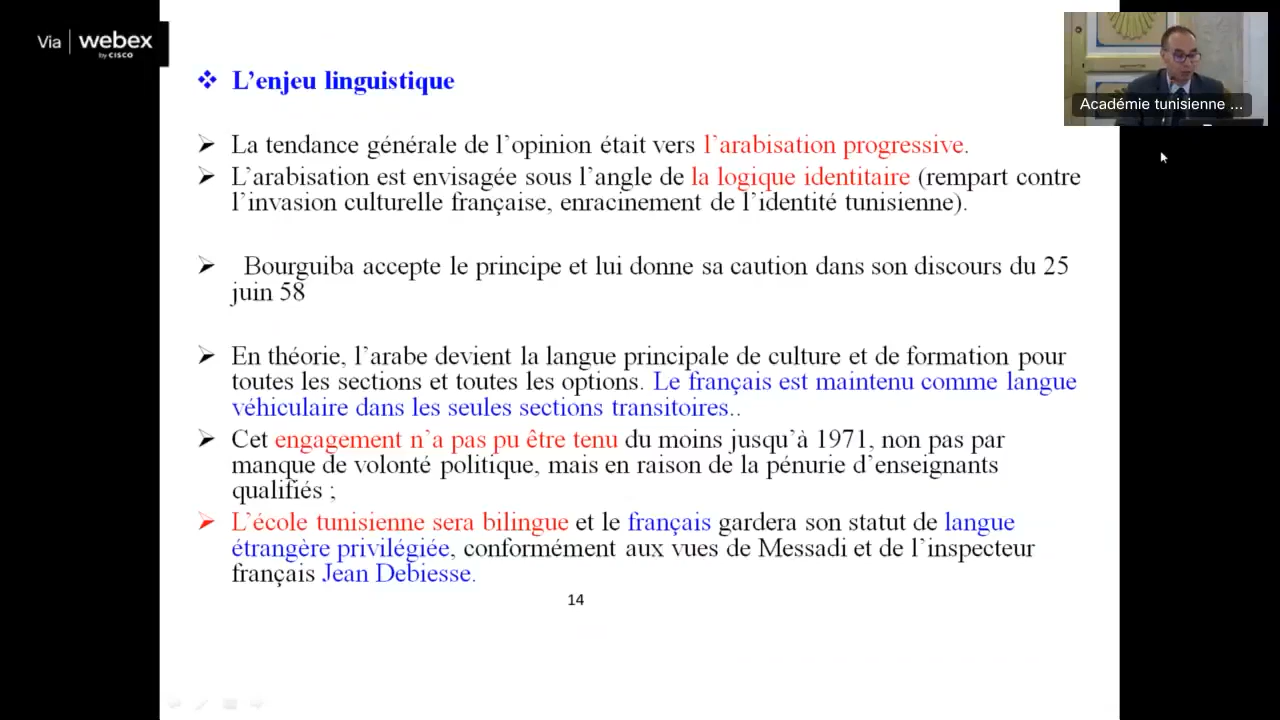 Via | webex
by CISCO
Académie tunisienne ...
❖ L'enjeu linguistique
➢ La tendance générale de l'opinion était vers l'arabisation progressive.
➢ L'arabisation est envisagée sous l'angle de la logique identitaire (rempart contre
l'invasion culturelle française, enracinement de l'identité tunisienne).
➢ Bourguiba accepte le principe et lui donne sa caution dans son discours du 25
juin 58
➢ En théorie, l'arabe devient la langue principale de culture et de formation pour
toutes les sections et toutes les options. Le français est maintenu comme langue
véhiculaire dans les seules sections transitoires..
➢ Cet engagement n'a pas pu être tenu du moins jusqu'à 1971, non pas par
manque de volonté politique, mais en raison de la pénurie d'enseignants
qualifiés ;
➢ L'école tunisienne sera bilingue et le français gardera son statut de langue
étrangère privilégiée, conformément aux vues de Messadi et de l'inspecteur
français Jean Debiesse.
14